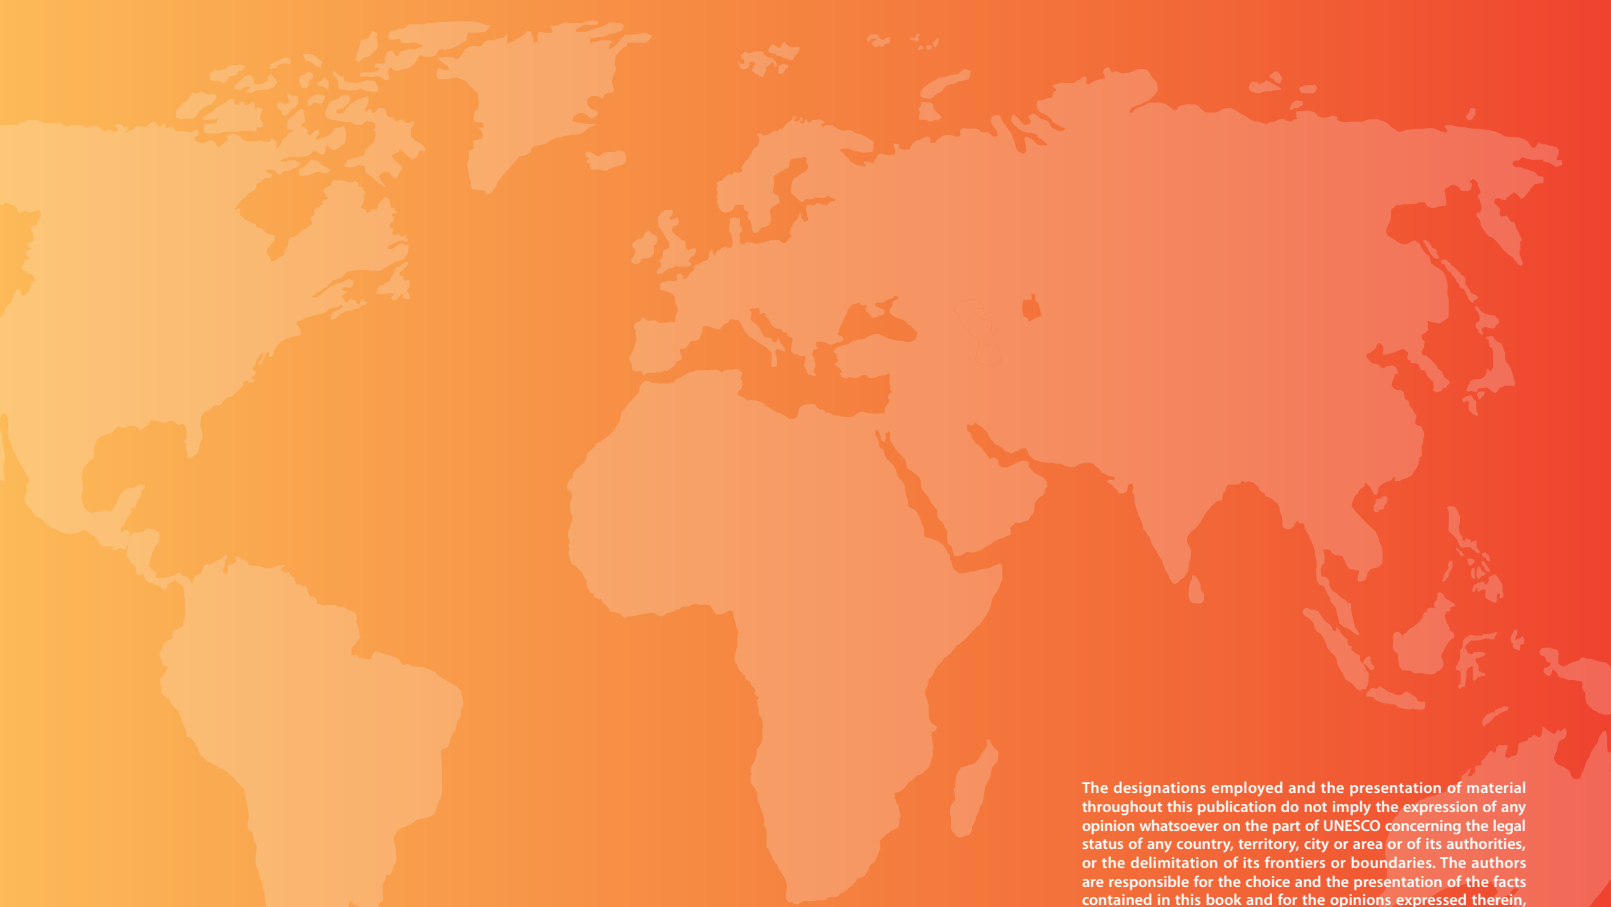 The designations employed and the presentation of material
throughout this publication do not imply the expression of any
opinion whatsoever on the part of UNESCO concerning the legal
status of any country, territory, city or area or of its authorities,
or the delimitation of its frontiers or boundaries. The authors
are responsible for the choice and the presentation of the facts
contained in this book and for the opinions expressed therein,